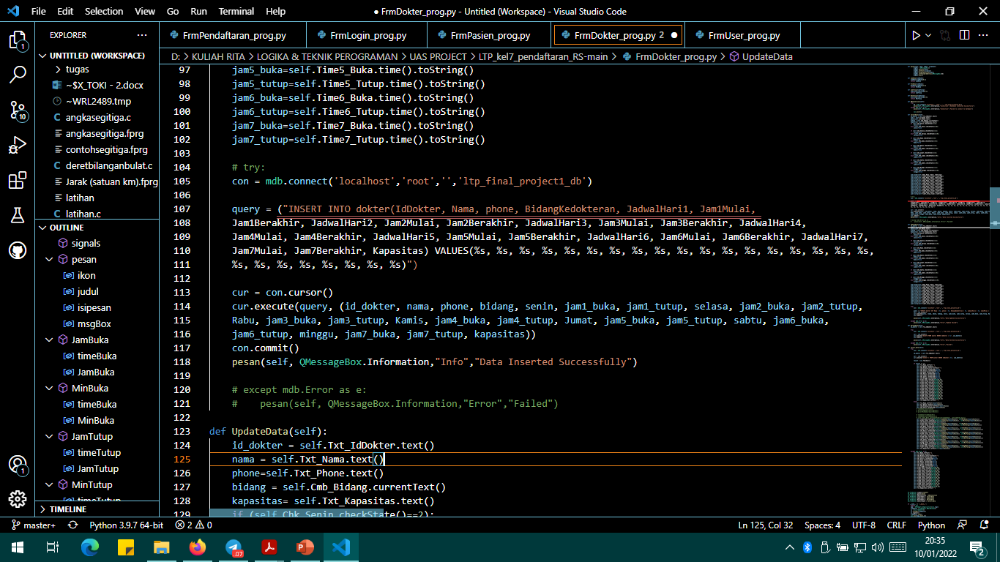 File Edit Selection View Go Run Terminal Help
● FrmDokter_prog.py - Untitled (Workspace) - Visual Studio Code
EXPLORER ···
UNTITLED (WORKSPACE)
tugas
~$X_TOKI - 2.docx
~WRL2489.tmp
angkasegitiga.c
angkasegitiga.fprg
contohsegitiga.fprg
deretbilanganbulat.c
Jarak (satuan km).fprg
latihan
latihan.c
OUTLINE
signals
pesan
ikon
judul
isipesan
msgBox
JamBuka
timeBuka
JamBuka
MinBuka
timeBuka
MinBuka
JamTutup
timeTutup
JamTutup
MinTutup
timeTutup
TIMELINE
FrmPendaftaran_prog.py FrmLogin_prog.py FrmPasien_prog.py FrmDokter_prog.py 2 ● FrmUser_prog.py
D: > KULIAH RITA > LOGIKA & TEKNIK PEROGRAMAN > UAS PROJECT > LTP_kel7_pendaftaran_RS-main > FrmDokter_prog.py > UpdateData
97 jam5_buka=self.Time5_Buka.time().toString()
98 jam5_tutup=self.Time5_Tutup.time().toString()
99 jam6_buka=self.Time6_Buka.time().toString()
100 jam6_tutup=self.Time6_Tutup.time().toString()
101 jam7_buka=self.Time7_Buka.time().toString()
102 jam7_tutup=self.Time7_Tutup.time().toString()
103
104 # try:
105 con = mdb.connect('localhost','root','','ltp_final_project1_db')
106
107 query = ("INSERT INTO dokter(IdDokter, Nama, phone, BidangKedokteran, JadwalHari1, Jam1Mulai,
108 Jam1Berakhir, JadwalHari2, Jam2Mulai, Jam2Berakhir, JadwalHari3, Jam3Mulai, Jam3Berakhir, JadwalHari4,
109 Jam4Mulai, Jam4Berakhir, JadwalHari5, Jam5Mulai, Jam5Berakhir, JadwalHari6, Jam6Mulai, Jam6Berakhir, JadwalHari7,
110 Jam7Mulai, Jam7Berakhir, Kapasitas) VALUES(%s, %s, %s, %s, %s, %s, %s, %s, %s, %s, %s, %s, %s, %s, %s, %s, %s, %s,
111 %s, %s, %s, %s, %s, %s, %s, %s)")
112
113 cur = con.cursor()
114 cur.execute(query, (id_dokter, nama, phone, bidang, senin, jam1_buka, jam1_tutup, selasa, jam2_buka, jam2_tutup,
115 Rabu, jam3_buka, jam3_tutup, Kamis, jam4_buka, jam4_tutup, Jumat, jam5_buka, jam5_tutup, sabtu, jam6_buka,
116 jam6_tutup, minggu, jam7_buka, jam7_tutup, kapasitas))
117 con.commit()
118 pesan(self, QMessageBox.Information,"Info","Data Inserted Successfully")
119
120 # except mdb.Error as e:
121 #    pesan(self, QMessageBox.Information,"Error","Failed")
122
123 def UpdateData(self):
124 id_dokter = self.Txt_IdDokter.text()
125 nama = self.Txt_Nama.text()
126 phone=self.Txt_Phone.text()
127 bidang = self.Cmb_Bidang.currentText()
128 kapasitas= self.Txt_Kapasitas.text()
129 if (self.Chk_Senin.checkState()==2):
1
10
1
master+ Python 3.9.7 64-bit 2 0 Ln 125, Col 32 Spaces: 4 UTF-8 CRLF Python
.07
20:35
10/01/2022
2